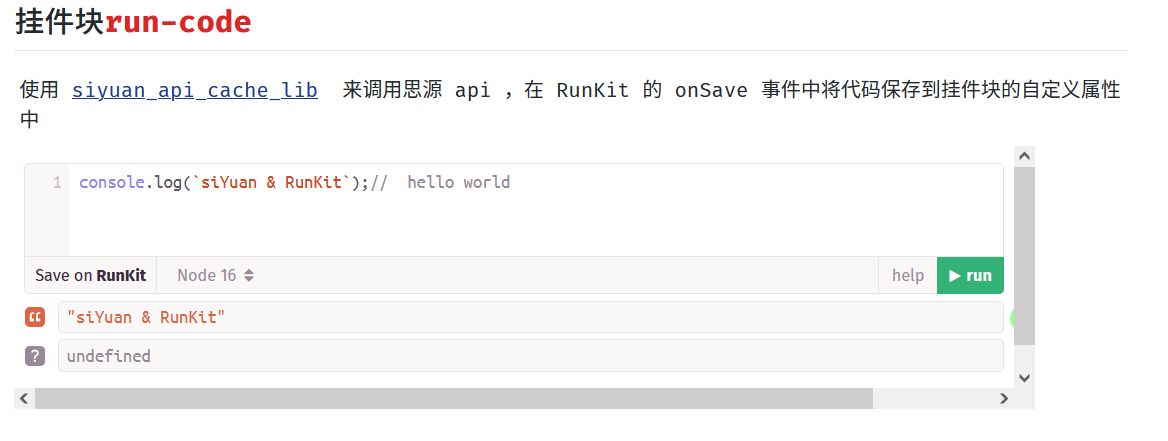 挂件块run-code
使用 siyuan_api_cache_lib 来调用思源 api ，在 RunKit 的 onSave 事件中将代码保存到挂件块的自定义属性
中
1 console.log(`siYuan & RunKit`);// hello world
Save on RunKit Node 16 help run
"siYuan & RunKit"
? undefined